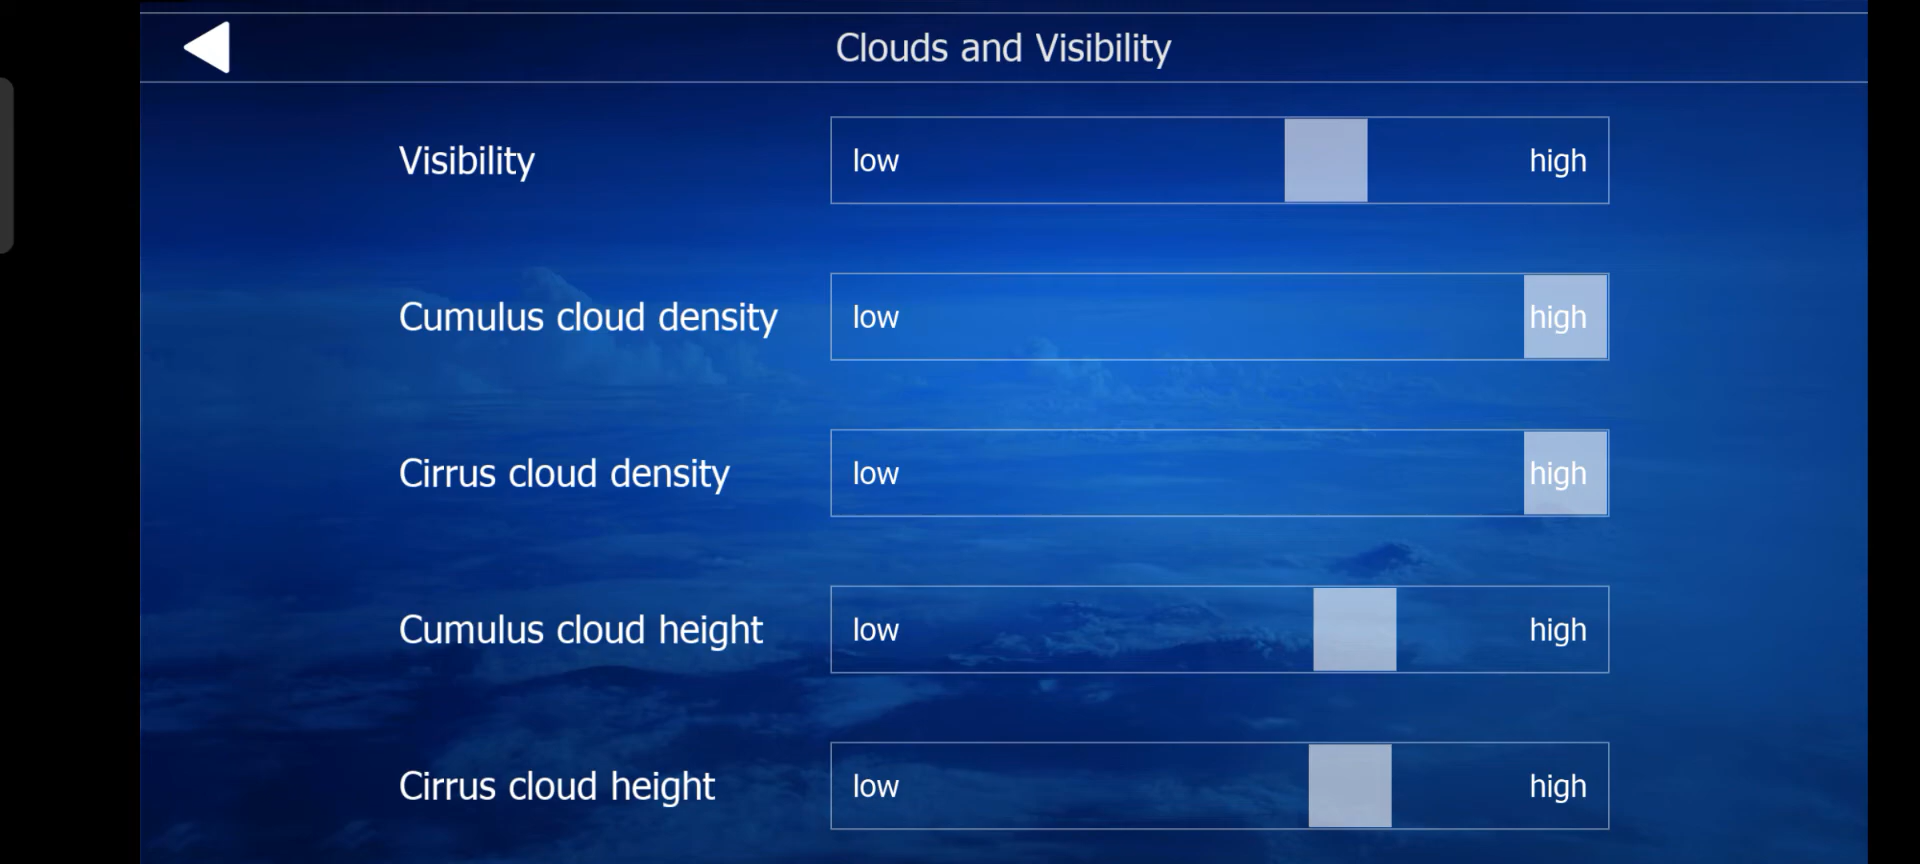 Clouds and Visibility
Visibility low high
Cumulus cloud density low high
Cirrus cloud density low high
Cumulus cloud height low high
Cirrus cloud height low high